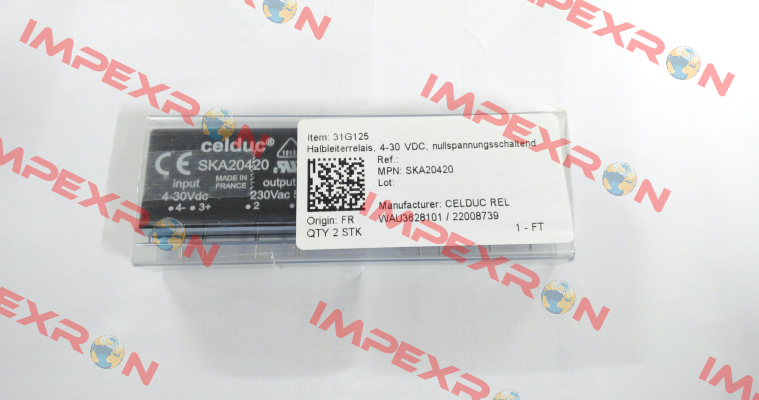 IMPEXRON
IMPEXRON
IMPEXRON
celduc®
SKA20420
MADE IN
FRANCE
input
output
4-30Vdc
230Vac
4- 3+
2
Item: 31G125
Halbleiterrelais, 4-30 VDC, nullspannungsschaltend
Ref.:
MPN: SKA20420
Lot:
Manufacturer: CELDUC REL
Origin: FR
WAU3628101 / 22008739
QTY 2 STK
1 - FT
IMPEXRON
IMPEXRON
IMPEXRON